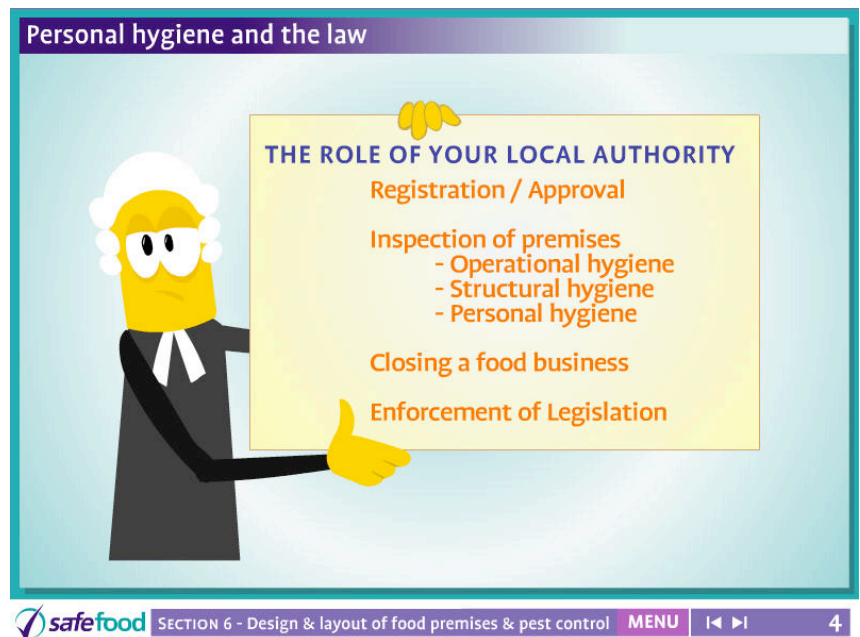 Personal hygiene and the law
THE ROLE OF YOUR LOCAL AUTHORITY
Registration / Approval
Inspection of premises
- Operational hygiene
- Structural hygiene
- Personal hygiene
Closing a food business
Enforcement of Legislation
safefood SECTION 6 - Design & layout of food premises & pest control MENU 4